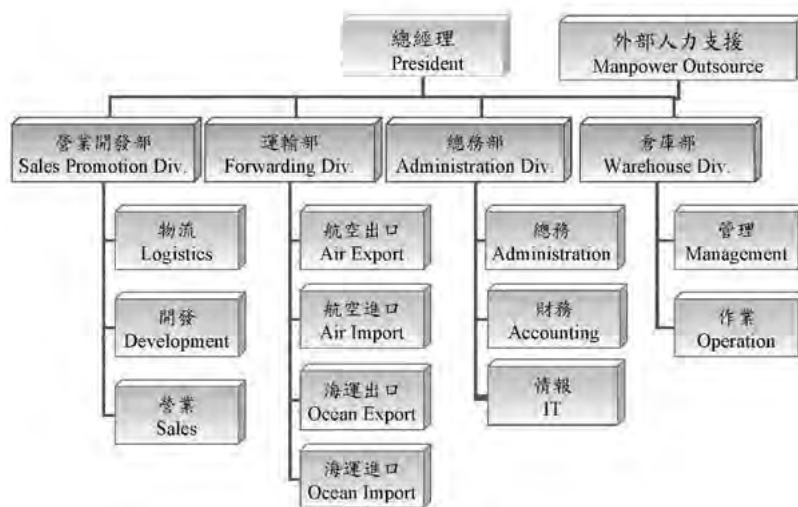 總經理
President
外部人力支援
Manpower Outsource
營業開發部
Sales Promotion Div.
運輸部
Forwarding Div.
總務部
Administration Div.
倉庫部
Warehouse Div.
物流
Logistics
開發
Development
營業
Sales
航空出口
Air Export
航空進口
Air Import
海運出口
Ocean Export
海運進口
Ocean Import
總務
Administration
財務
Accounting
情報
IT
管理
Management
作業
Operation